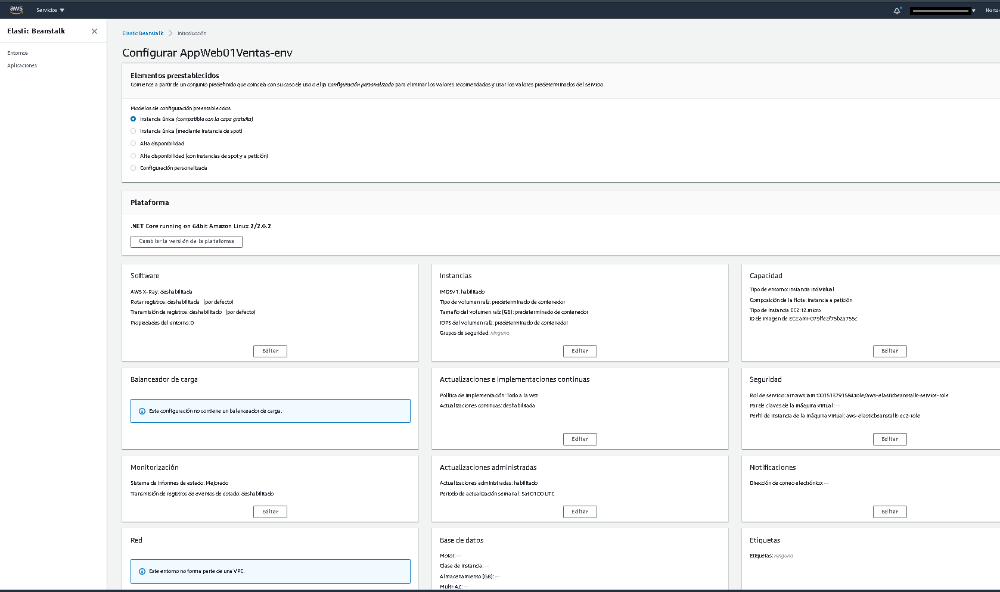 aws
Servicios
Norte
Elastic Beanstalk
Entornos
Aplicaciones
Elastic Beanstalk
Introducción
Configurar AppWeb01Ventas-env
Elementos preestablecidos
Comience a partir de un conjunto predefinido que coincida con su caso de uso o elija Configuración personalizada para eliminar los valores recomendados y usar los valores predeterminados del servicio.
Modelos de configuración preestablecidos
Instancia única (compatible con la capa gratuita)
Instancia única (mediante instancia de spot)
Alta disponibilidad
Alta disponibilidad (con instancias de spot y a petición)
Configuración personalizada
Plataforma
.NET Core running on 64bit Amazon Linux 2/2.0.2
Cambiar la versión de la plataforma
Software
AWS X-Ray: deshabilitada
Rotar registros: deshabilitada (por defecto)
Transmisión de registros: deshabilitado (por defecto)
Propiedades del entorno: 0
Editar
Instancias
IMDSv1: habilitado
Tipo de volumen raíz: predeterminado de contenedor
Tamaño del volumen raíz (GB): predeterminado de contenedor
IOPS del volumen raíz: predeterminado de contenedor
Grupos de seguridad: ninguno
Editar
Capacidad
Tipo de entorno: instancia individual
Composición de la flota: instancia a petición
Tipo de instancia EC2: t2.micro
ID de imagen de EC2: ami-073ffe2f75b2a755c
Editar
Balanceador de carga
Esta configuración no contiene un balanceador de carga.
Actualizaciones e implementaciones continuas
Política de implementación: Todo a la vez
Actualizaciones continuas: deshabilitada
Editar
Seguridad
Rol de servicio: arn:aws:iam::001513791584:role/aws-elasticbeanstalk-service-role
Par de claves de la máquina virtual: --
Perfil de instancia de la máquina virtual: aws-elasticbeanstalk-ec2-role
Editar
Monitorización
Sistema de informes de estado: Mejorado
Transmisión de registros de eventos de estado: deshabilitado
Editar
Actualizaciones administradas
Actualizaciones administradas: habilitado
Periodo de actualización semanal: Sat:01:00 UTC
Editar
Notificaciones
Dirección de correo electrónico: --
Editar
Red
Este entorno no forma parte de una VPC.
Base de datos
Motor: --
Clase de instancia: --
Almacenamiento (GB): --
Multi-AZ: --
Etiquetas
Etiquetas: ninguno